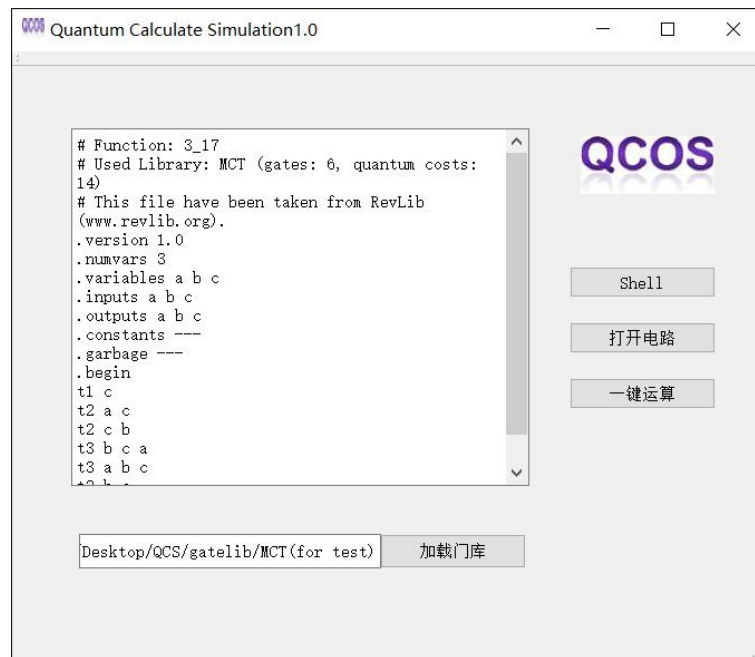 QCOS Quantum Calculate Simulation1.0
# Function: 3_17
# Used Library: MCT (gates: 6, quantum costs:
14)
# This file have been taken from RevLib
(www.revlib.org).
.version 1.0
.numvars 3
.variables a b c
.inputs a b c
.outputs a b c
.constants ---
.garbage ---
.begin
t1 c
t2 a c
t2 c b
t3 b c a
t3 a b c
QCOS
Shell
打开电路
一键运算
Desktop/QCS/gatelib/MCT(for test)
加载门库